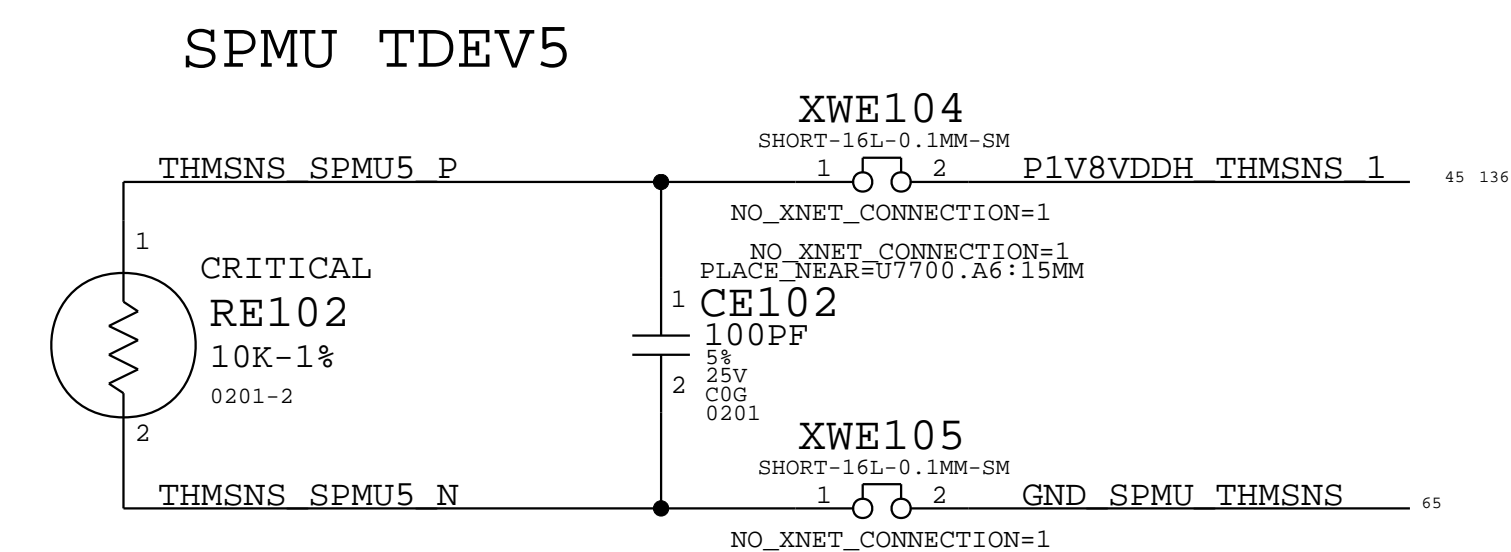 SPMU TDEV5
XWE104
SHORT-16L-0.1MM-SM
THMSNS_SPMU5_P
1
2
P1V8VDDH_THMSNS_1
45 136
NO_XNET_CONNECTION=1
1
CRITICAL
RE102
10K-1%
0201-2
2
NO_XNET_CONNECTION=1
PLACE_NEAR=U7700.A6:15MM
1
CE102
100PF
5%
25V
C0G
0201
2
XWE105
SHORT-16L-0.1MM-SM
THMSNS_SPMU5_N
1
2
GND_SPMU_THMSNS
65
NO_XNET_CONNECTION=1